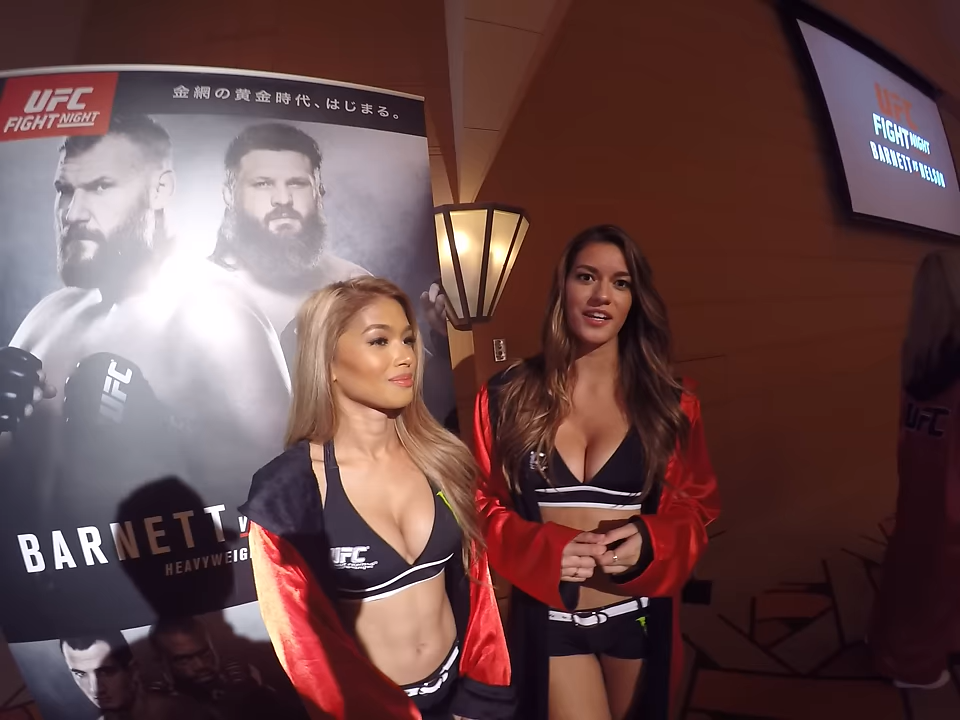 UFC
FIGHT NIGHT
金網の黄金時代、はじまる。
UFC
BARNETT
HEAVYWEIG
UFC
UFC
FIGHT NIGHT
BARNETT VS NELSON
UFC